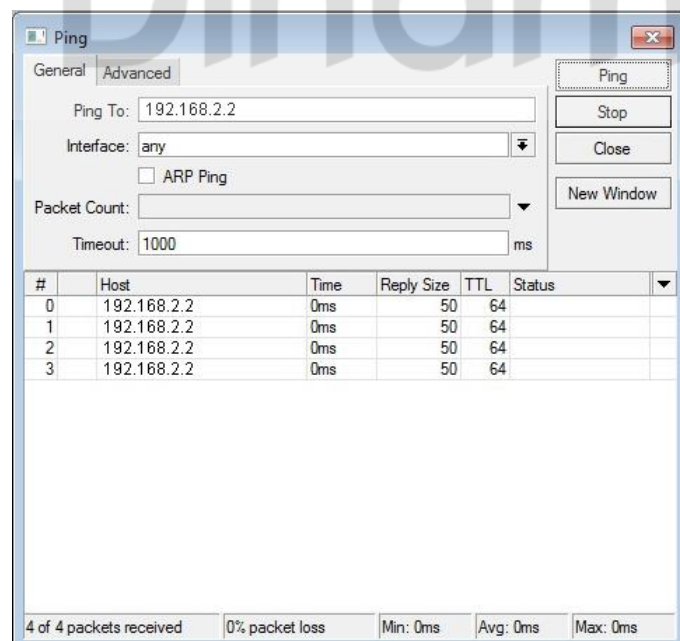 Dinam
Ping
General Advanced
Ping
Ping To: 192.168.2.2
Stop
Interface: any
Close
ARP Ping
New Window
Packet Count:
Timeout: 1000 ms
# Host Time Reply Size TTL Status
0 192.168.2.2 0ms 50 64
1 192.168.2.2 0ms 50 64
2 192.168.2.2 0ms 50 64
3 192.168.2.2 0ms 50 64
4 of 4 packets received 0% packet loss Min: 0ms Avg: 0ms Max: 0ms